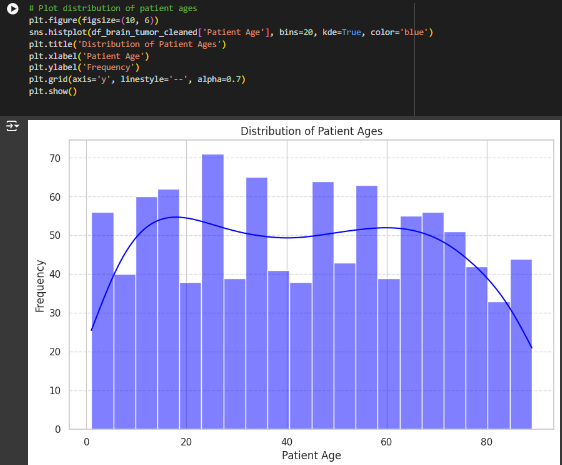 # Plot distribution of patient ages
plt.figure(figsize=(10, 6))
sns.histplot(df_brain_tumor_cleaned['Patient Age'], bins=20, kde=True, color='blue')
plt.title('Distribution of Patient Ages')
plt.xlabel('Patient Age')
plt.ylabel('Frequency')
plt.grid(axis='y', linestyle='--', alpha=0.7)
plt.show()
Distribution of Patient Ages
70
60
50
40
30
20
10
0
Frequency
0 20 40 60 80
Patient Age